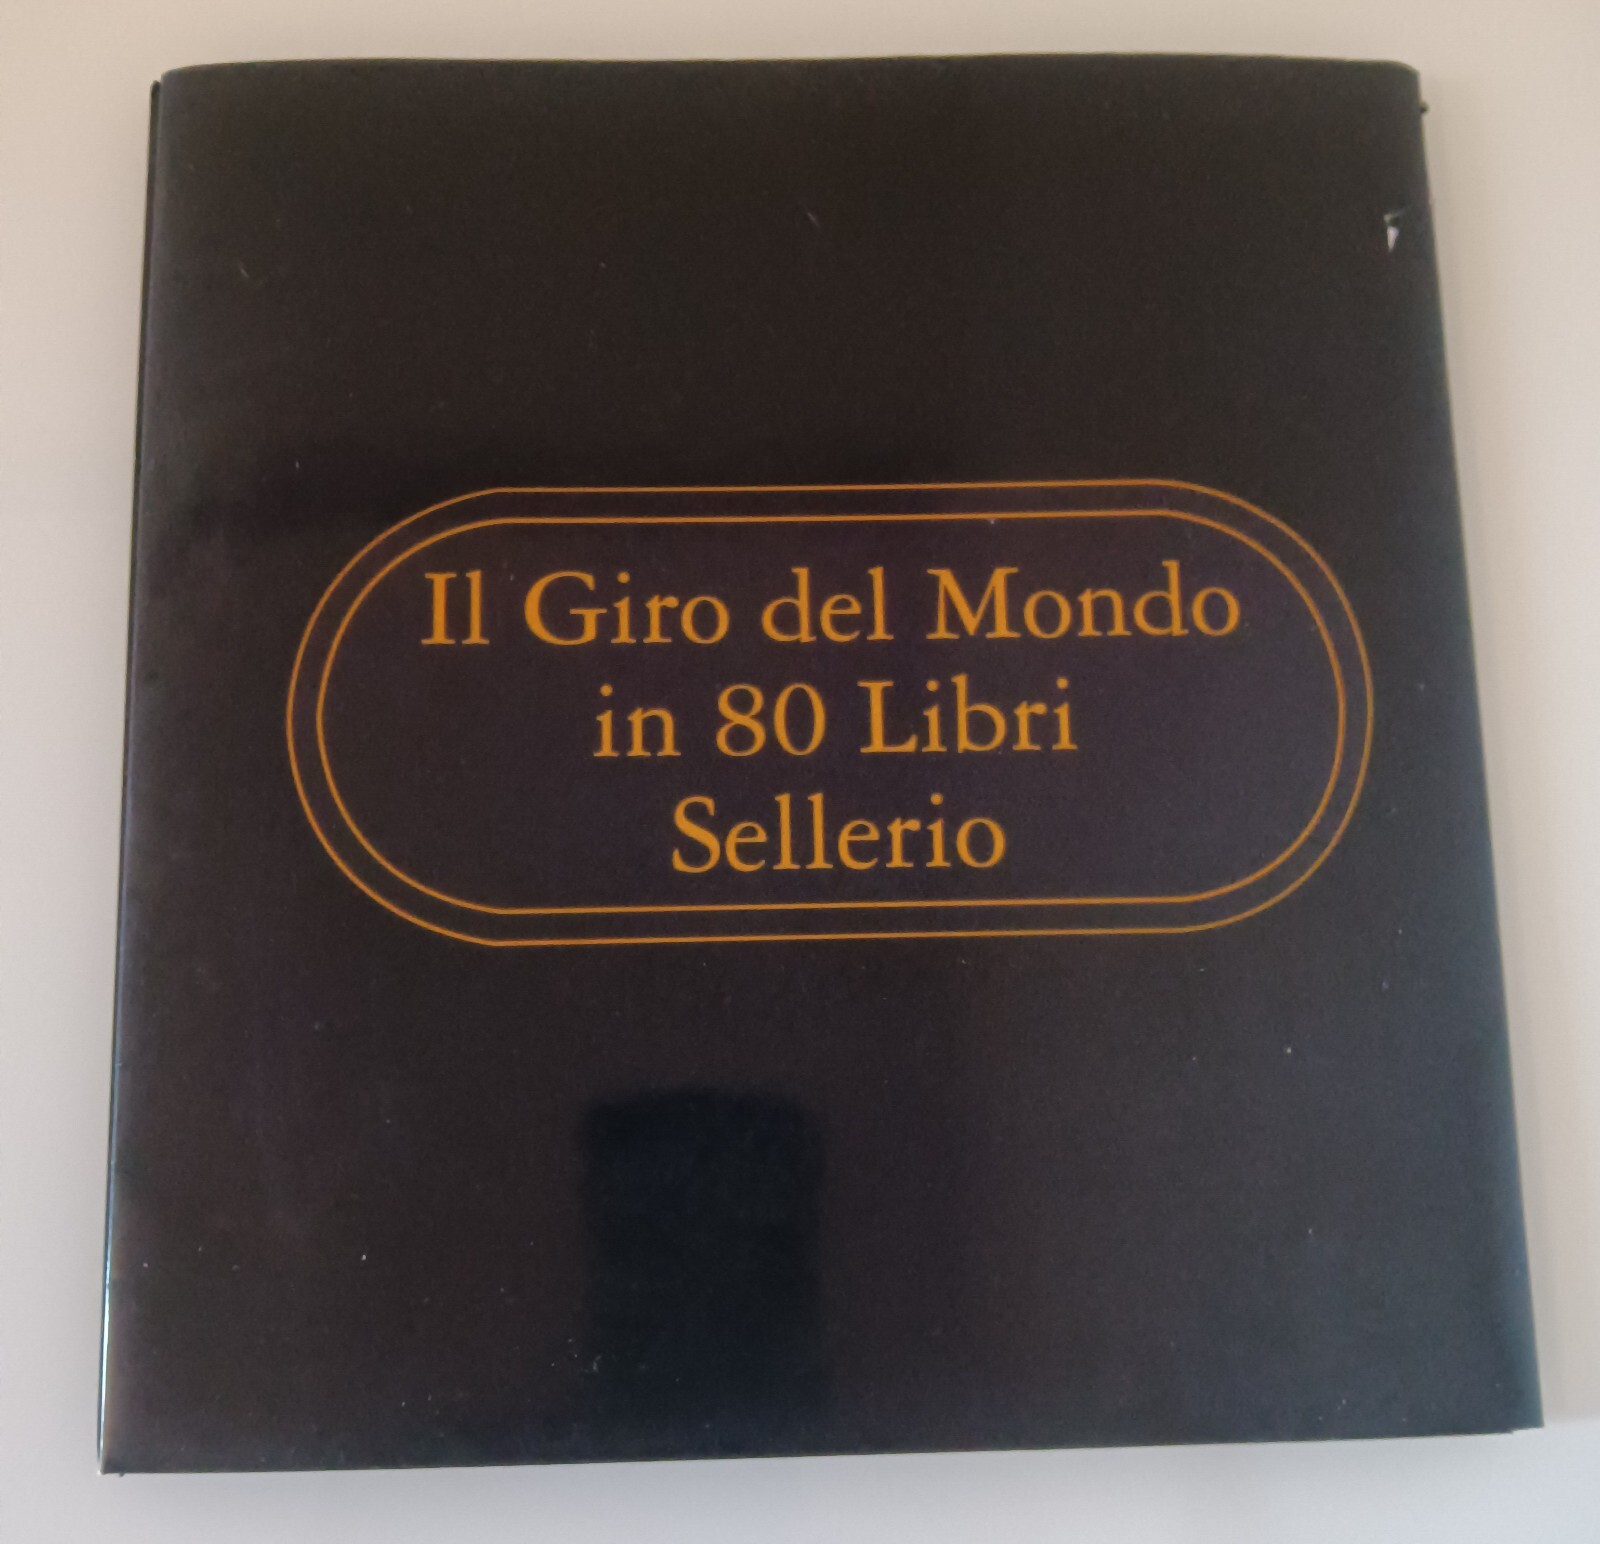 Il Giro del Mondo
in 80 Libri
Sellerio